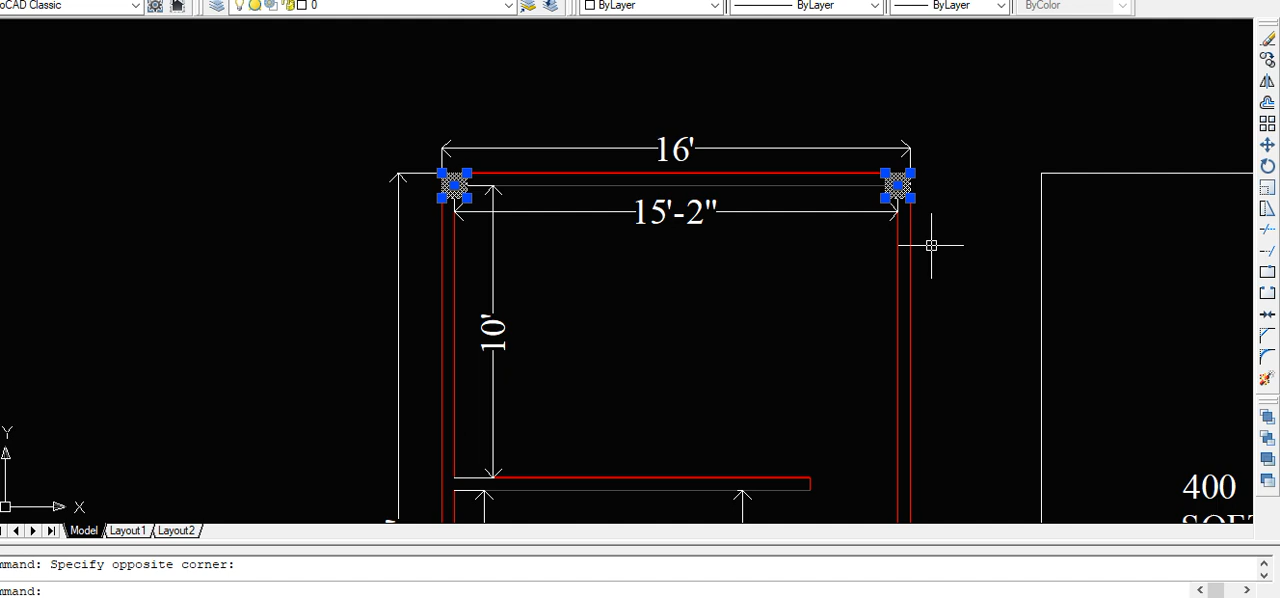 oCAD Classic
0
ByLayer
ByLayer
ByLayer
ByColor
16'
15'-2"
10'
Y
X
400
Model
Layout1
Layout2
mmand: Specify opposite corner:
mmand: